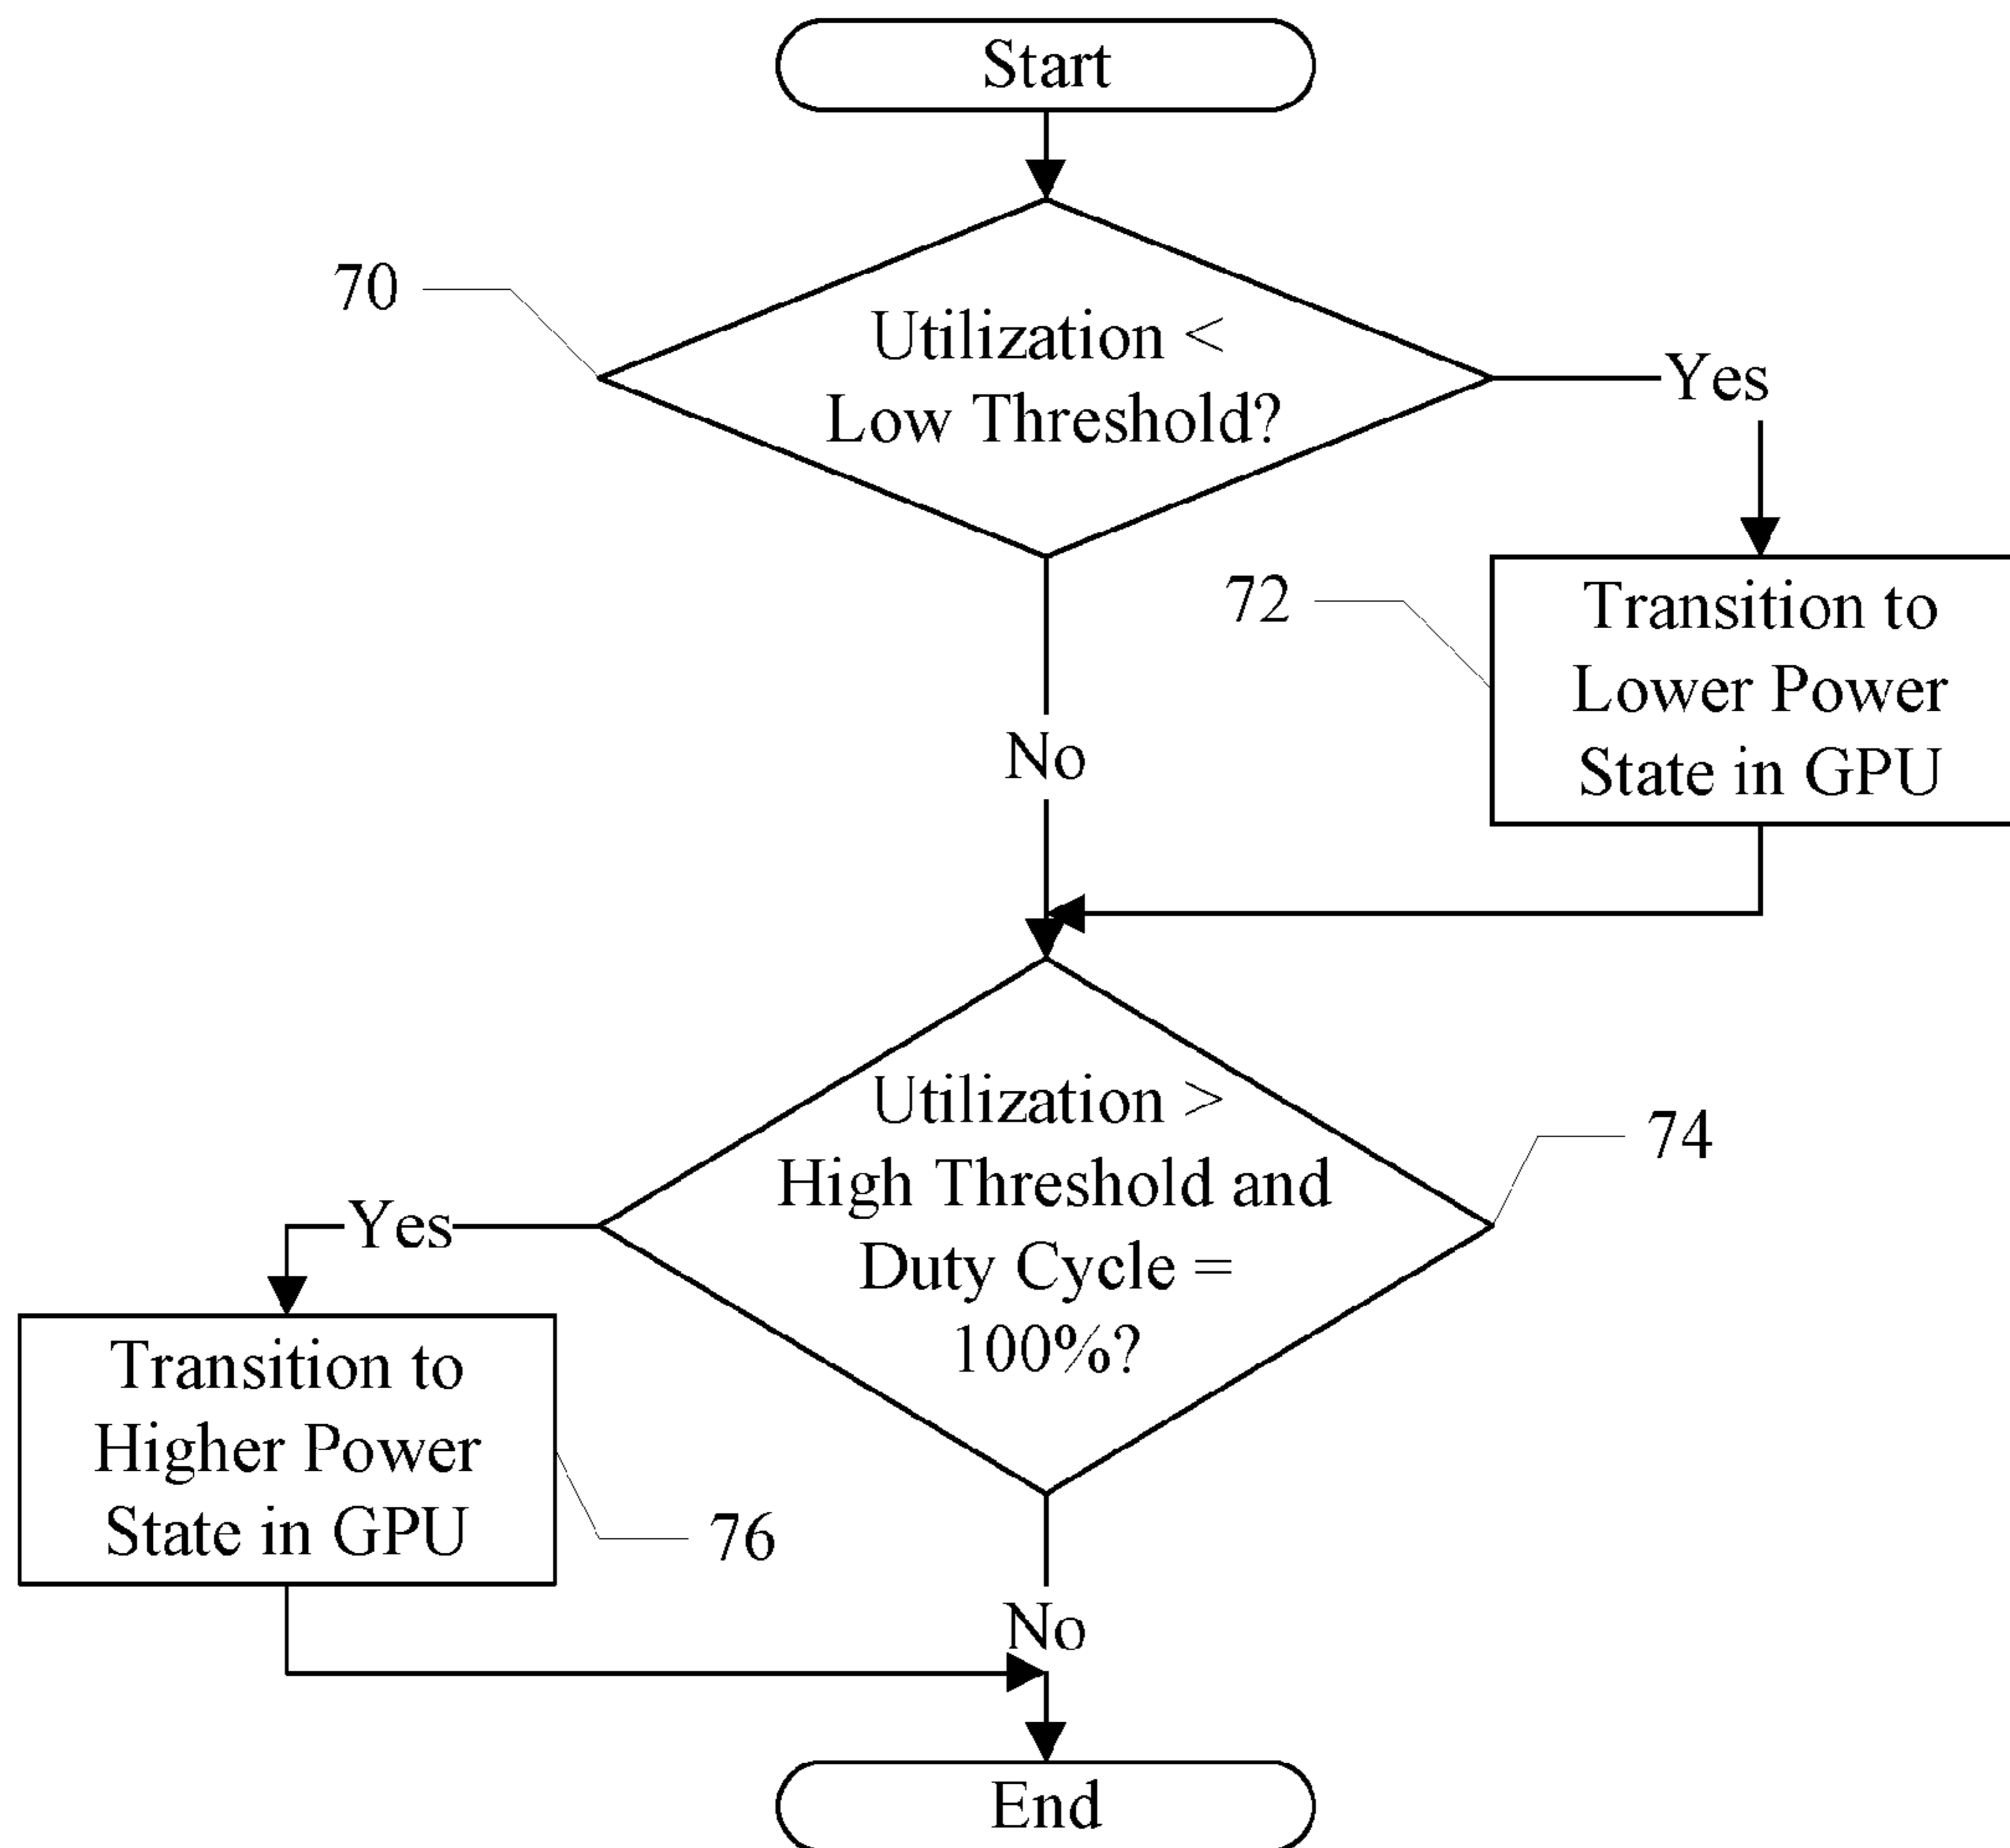 Start
70
Utilization <
Low Threshold?
Yes
72
Transition to
Lower Power
State in GPU
No
Utilization >
High Threshold and
Duty Cycle =
100%?
74
Yes
Transition to
Higher Power
State in GPU
76
No
End